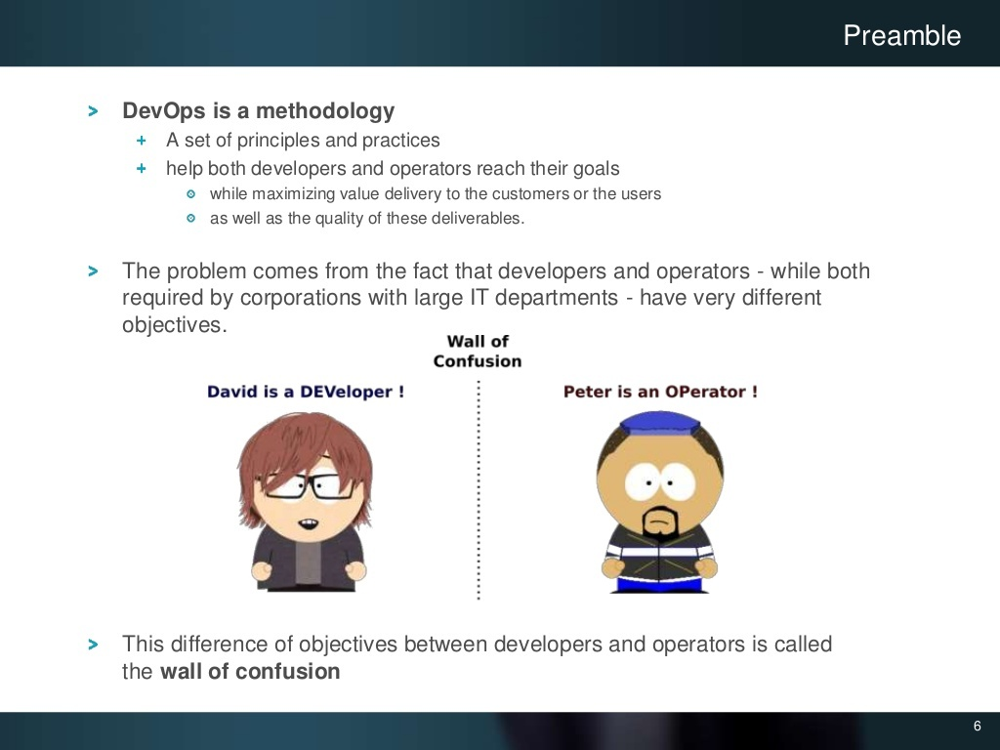 Preamble
> DevOps is a methodology
+ A set of principles and practices
+ help both developers and operators reach their goals
while maximizing value delivery to the customers or the users
as well as the quality of these deliverables.
> The problem comes from the fact that developers and operators - while both
required by corporations with large IT departments - have very different
objectives.
Wall of
Confusion
David is a DEVeloper !
Peter is an OPerator !
> This difference of objectives between developers and operators is called
the wall of confusion
6